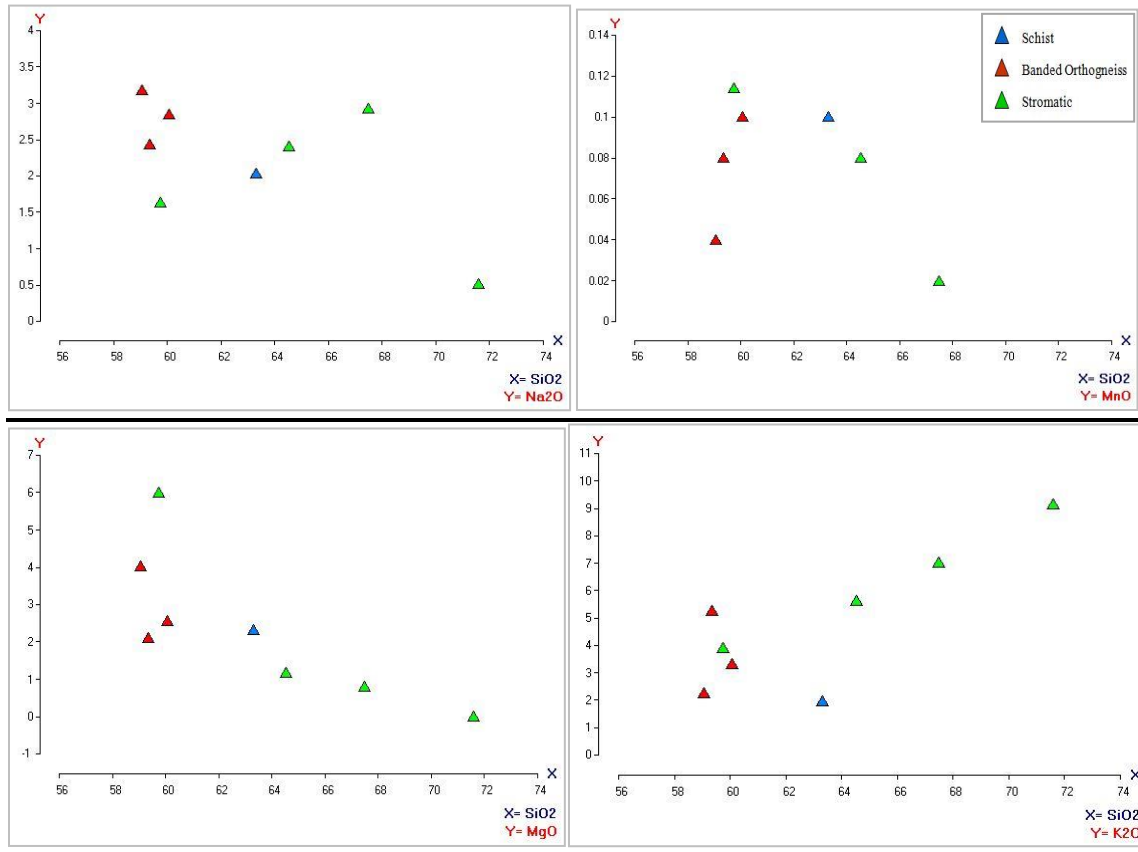 Y
4
3.5
3
2.5
2
1.5
1
0.5
0
56 58 60 62 64 66 68 70 72 74
X
X= SiO2
Y= Na2O
Y
0.14
0.12
0.1
0.08
0.06
0.04
0.02
0
56 58 60 62 64 66 68 70 72 74
X
X= SiO2
Y= MnO
Schist
Banded Orthogneiss
Stromatic
Y
7
6
5
4
3
2
1
0
-1
56 58 60 62 64 66 68 70 72 74
X
X= SiO2
Y= MgO
Y
11
10
9
8
7
6
5
4
3
2
1
0
56 58 60 62 64 66 68 70 72 74
X
X= SiO2
Y= K2O